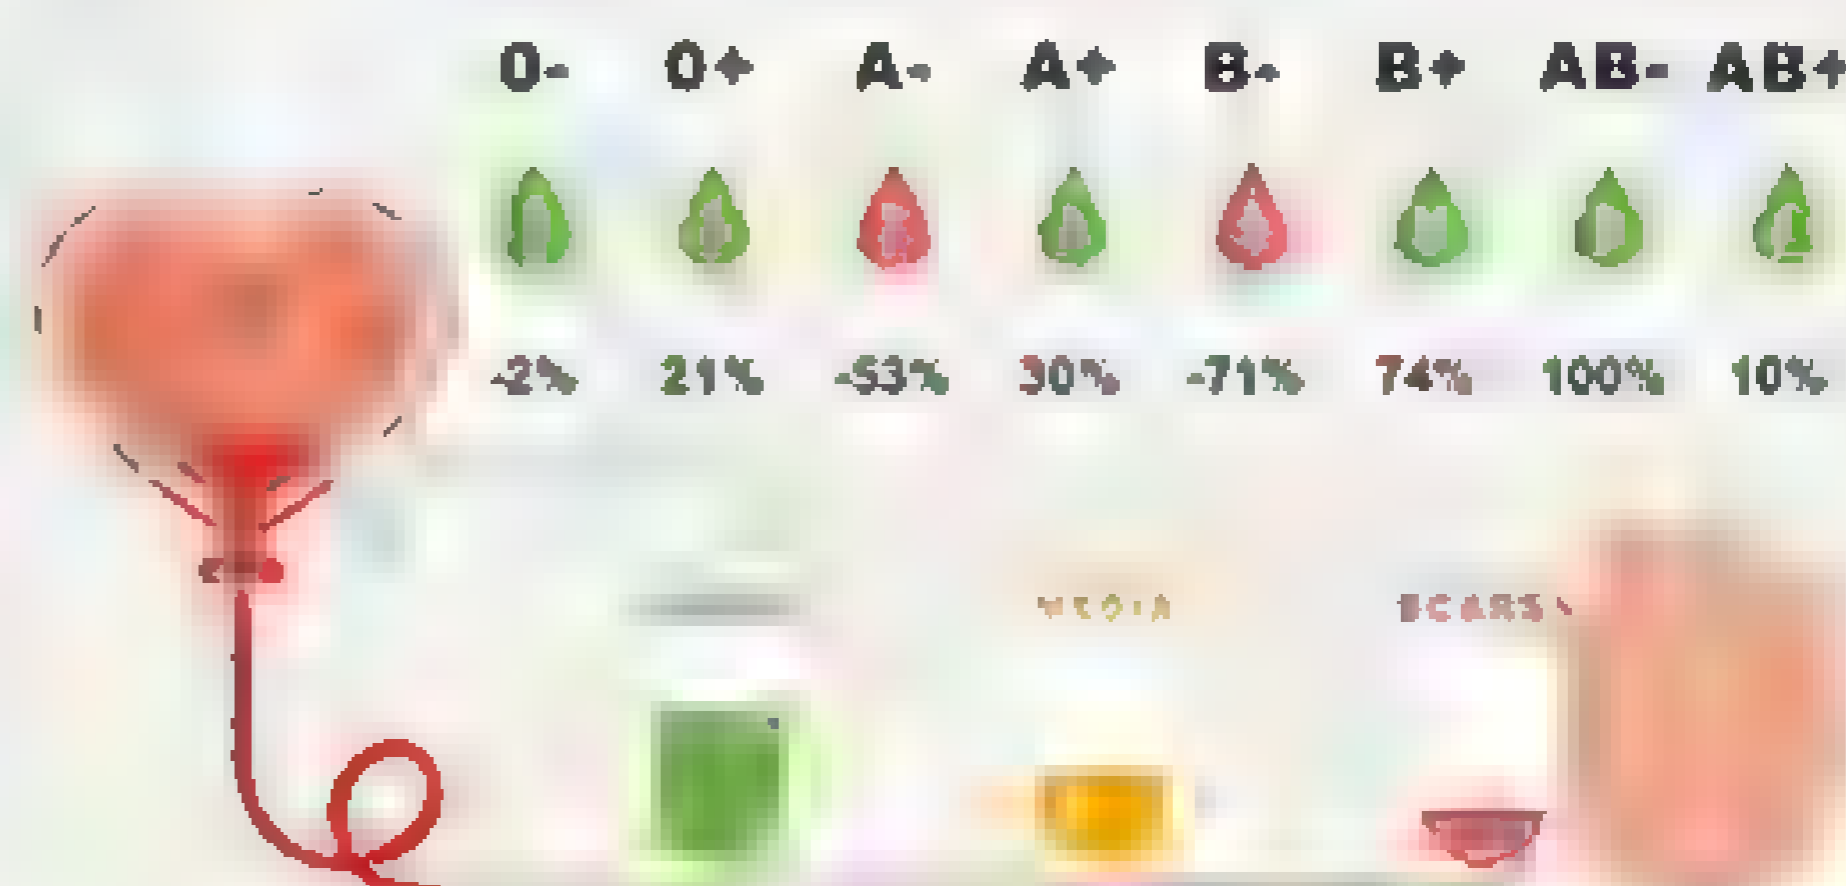 0- 0+ A- A+ B- B+ AB- AB+
-2% 21% -53% 30% -71% 74% 100% 10%